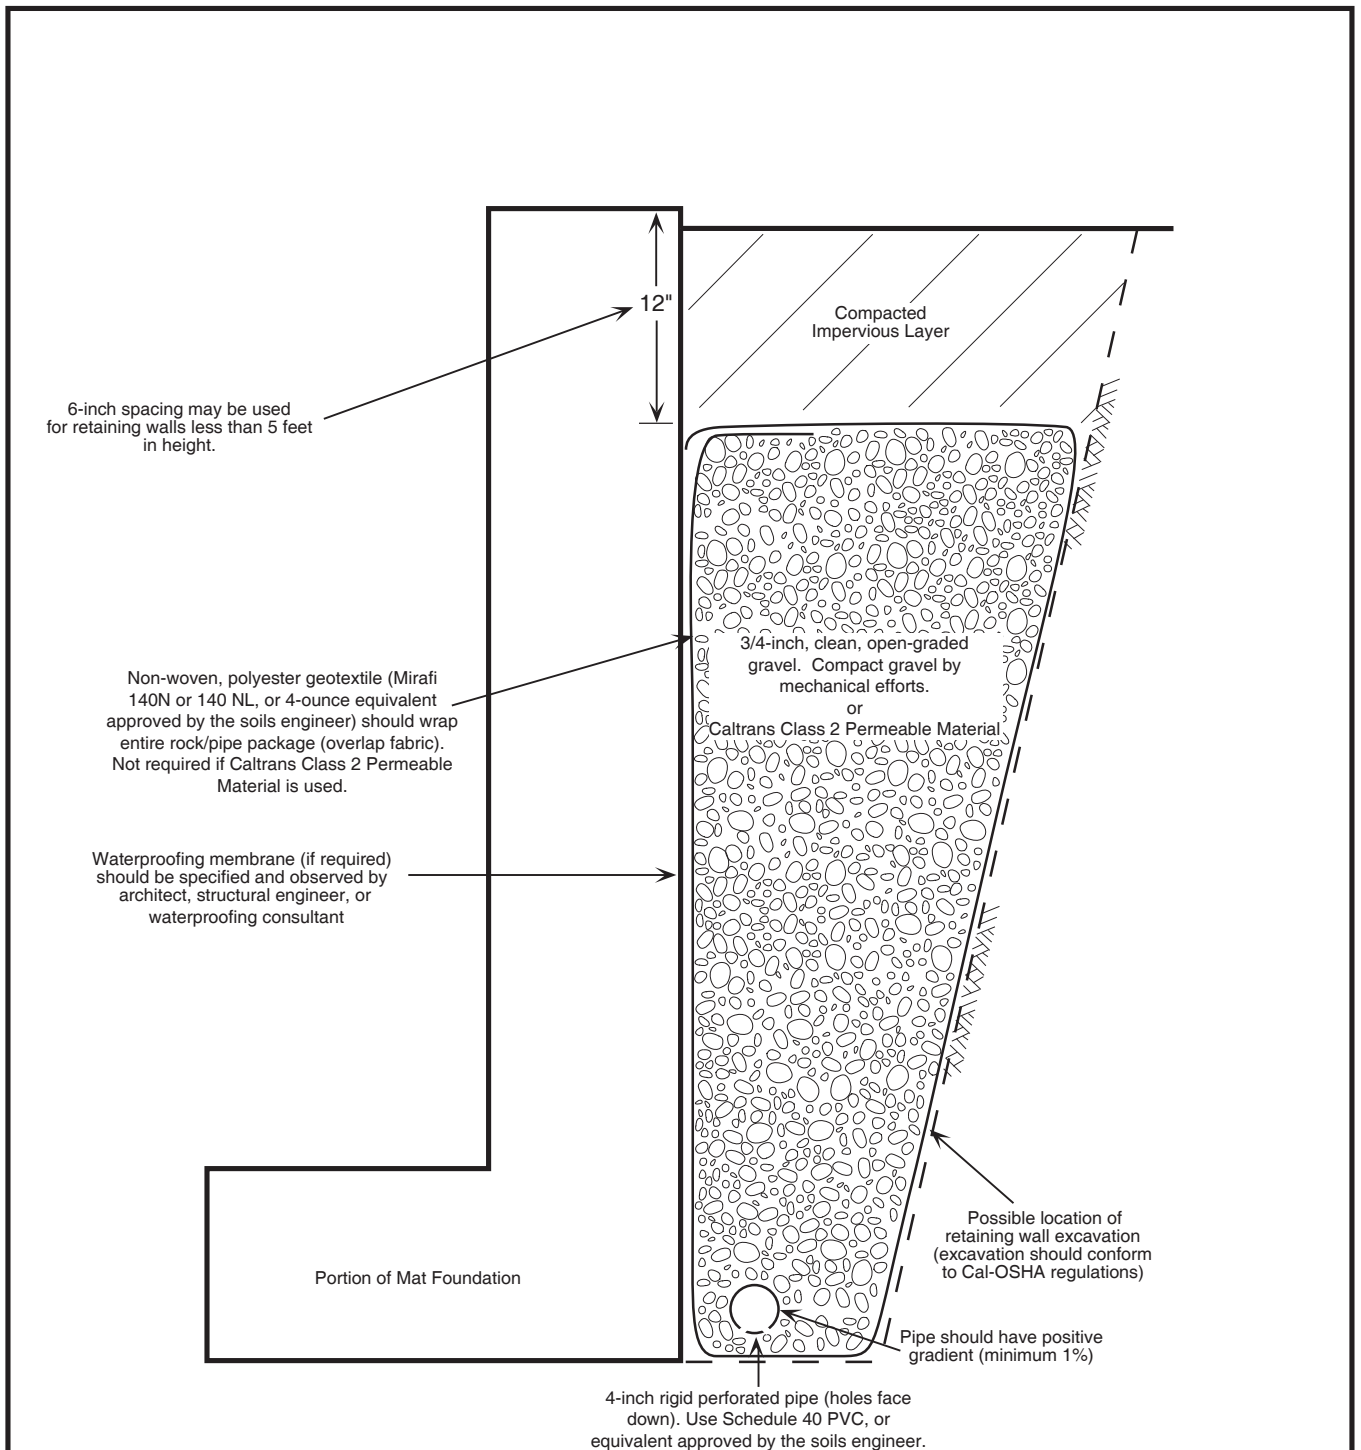 12"
Compacted
Impervious Layer
6-inch spacing may be used
for retaining walls less than 5 feet
in height.
3/4-inch, clean, open-graded
gravel.  Compact gravel by
mechanical efforts.
or
Caltrans Class 2 Permeable Material
Non-woven, polyester geotextile (Mirafi
140N or 140 NL, or 4-ounce equivalent
approved by the soils engineer) should wrap
entire rock/pipe package (overlap fabric).
Not required if Caltrans Class 2 Permeable
Material is used.
Waterproofing membrane (if required)
should be specified and observed by
architect, structural engineer, or
waterproofing consultant
Possible location of
retaining wall excavation
(excavation should conform
to Cal-OSHA regulations)
Portion of Mat Foundation
Pipe should have positive
gradient (minimum 1%)
4-inch rigid perforated pipe (holes face
down). Use Schedule 40 PVC, or
equivalent approved by the soils engineer.